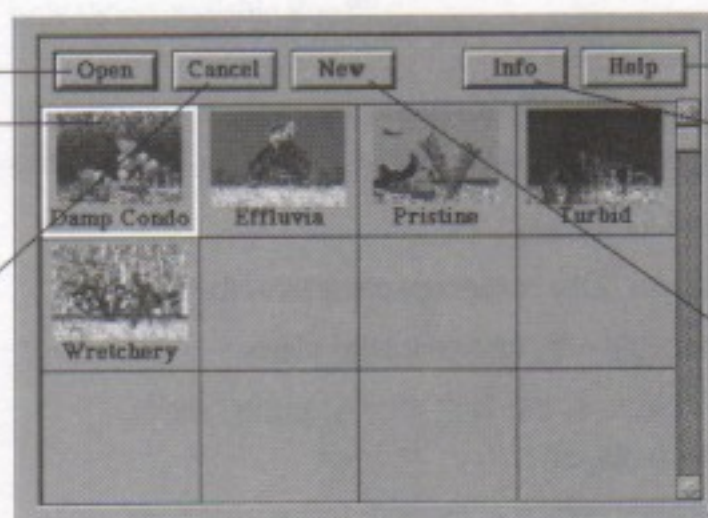 Open Cancel New Info Help
Damp Condo Effluvia Pristine Turbid
Wretchery